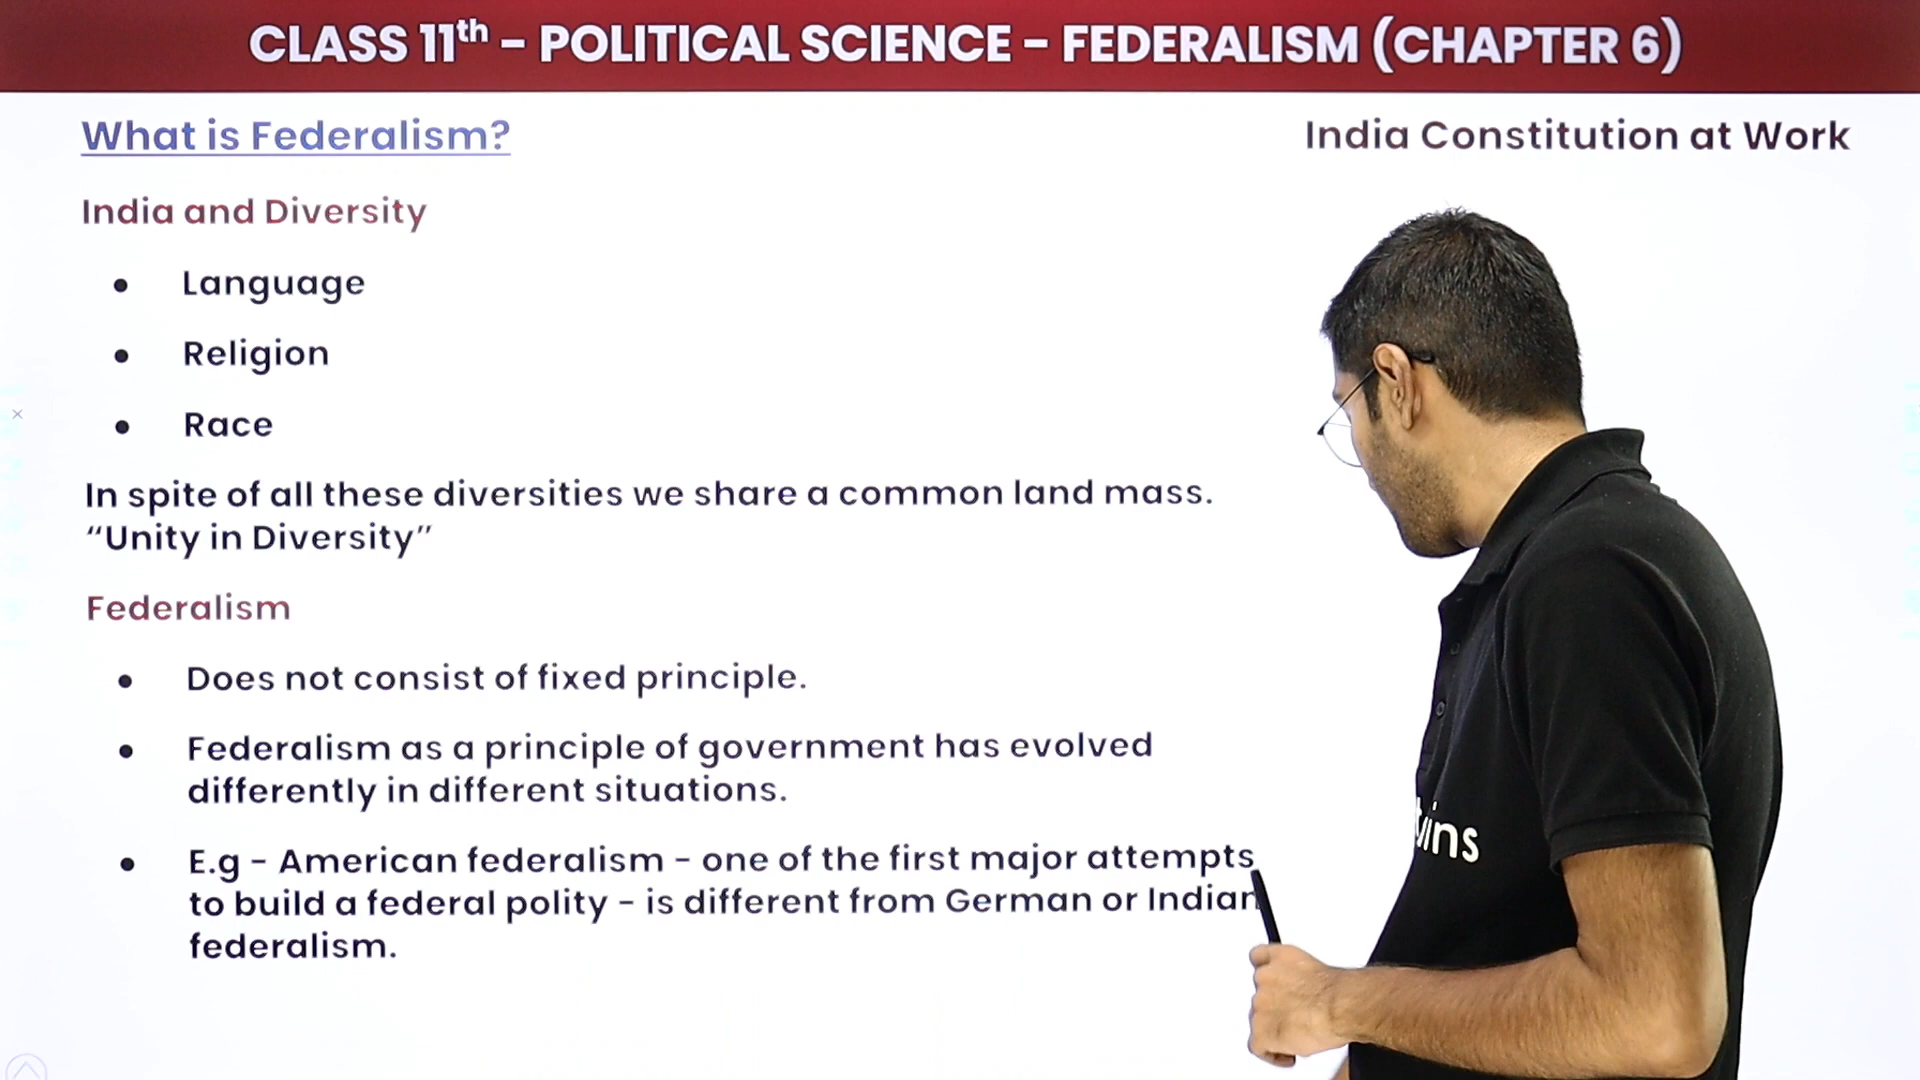 CLASS 11th – POLITICAL SCIENCE – FEDERALISM (CHAPTER 6)
What is Federalism?
India Constitution at Work
India and Diversity
• Language
• Religion
• Race
In spite of all these diversities we share a common land mass.
“Unity in Diversity”
Federalism
• Does not consist of fixed principle.
• Federalism as a principle of government has evolved
differently in different situations.
• E.g – American federalism – one of the first major attempts
to build a federal polity – is different from German or Indian
federalism.